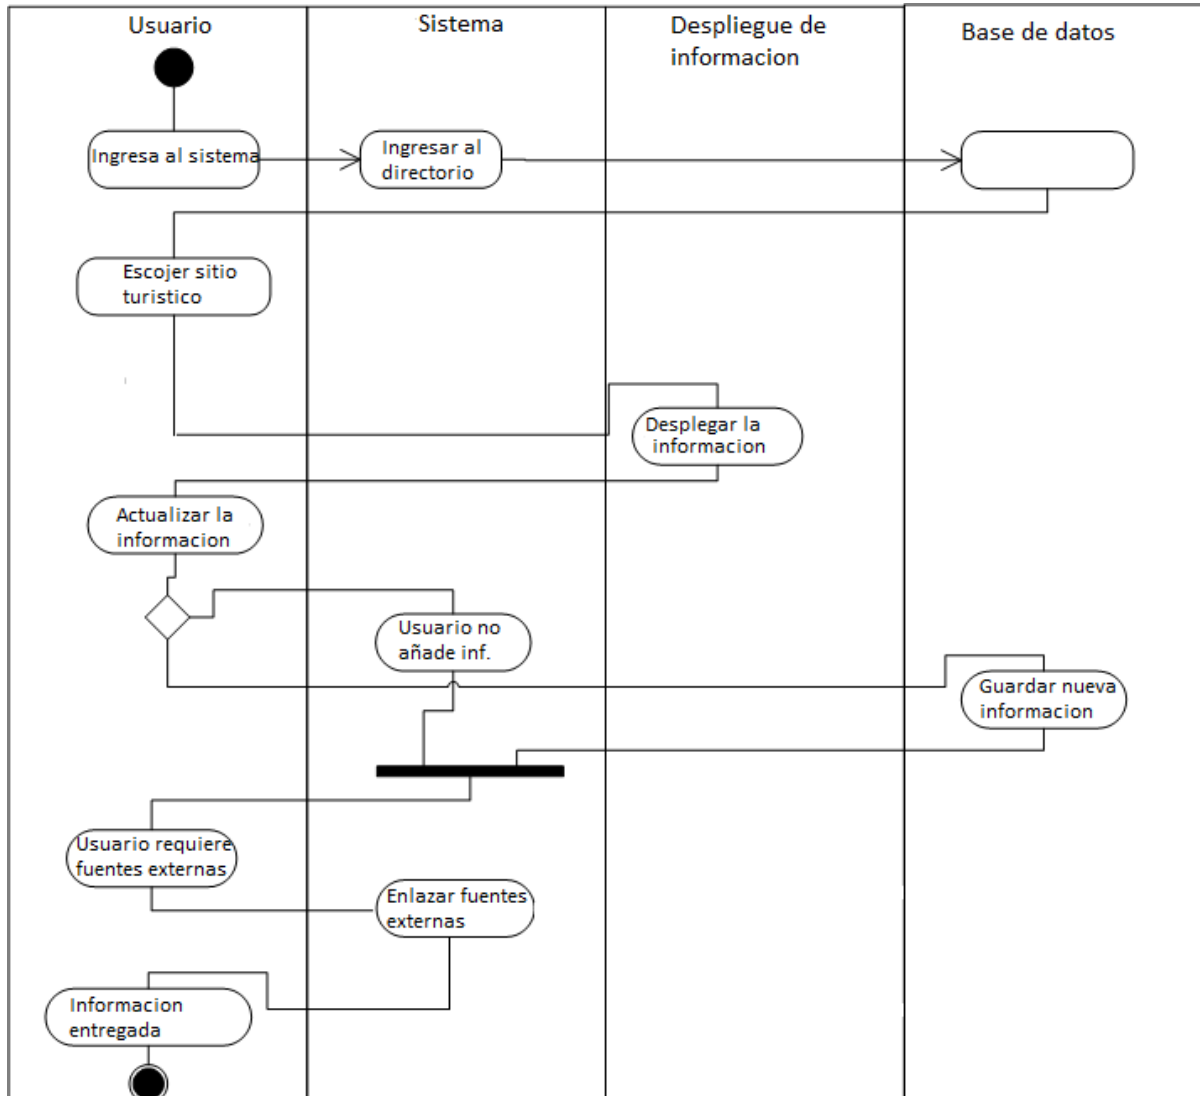 Usuario
Sistema
Despliegue de
informacion
Base de datos
Ingresa al sistema
Ingresar al
directorio
Escojer sitio
turistico
Desplegar la
informacion
Actualizar la
informacion
Usuario no
añade inf.
Guardar nueva
informacion
Usuario requiere
fuentes externas
Enlazar fuentes
externas
Informacion
entregada